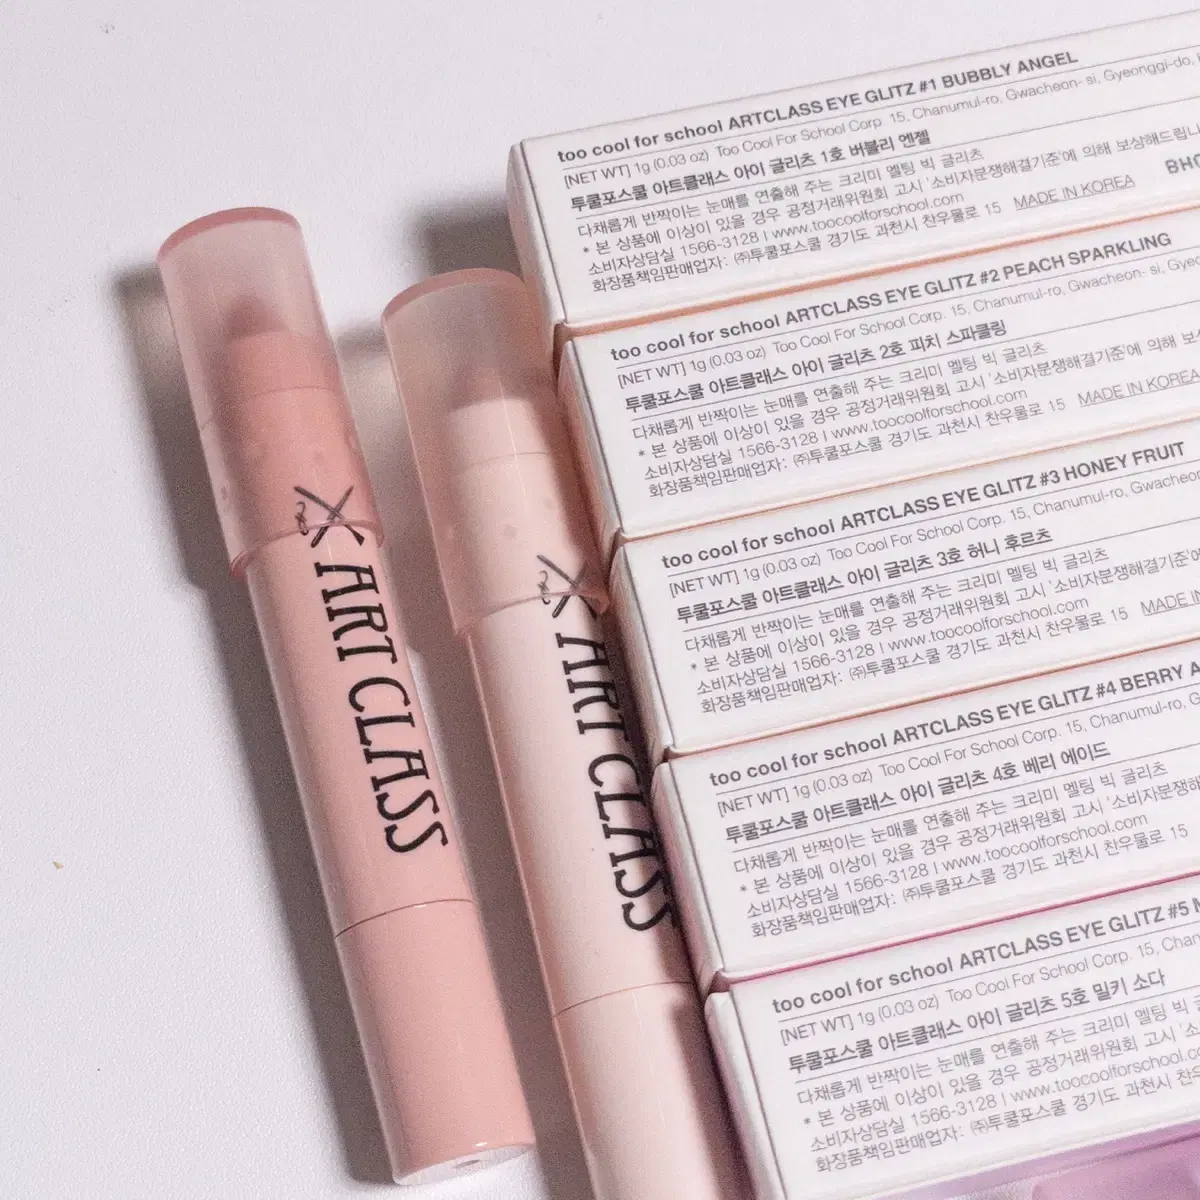 ART CLASS
ART CLASS
too cool for school ARTCLASS EYE GLITZ #1 BUBBLY ANGEL
[NET WT] 1g (0.03 oz) Too Cool For School Corp. 15, Chanumul-ro, Gwacheon- si, Gyeonggi-do,
투쿨포스쿨 아트클래스 아이 글리츠 1호 버블리 엔젤
다채롭게 반짝이는 눈매를 연출해 주는 크리미 멜팅 빅 글리츠
* 본 상품에 이상이 있을 경우 공정거래위원회 고시 '소비자분쟁해결기준'에 의해 보상해드립니
소비자상담실 1566-3128 | www.toocoolforschool.com
화장품책임판매업자: ㈜투쿨포스쿨 경기도 과천시 찬우물로 15 MADE IN KOREA
too cool for school ARTCLASS EYE GLITZ #2 PEACH SPARKLING
[NET WT] 1g (0.03 oz) Too Cool For School Corp. 15, Chanumul-ro, Gwacheon- si,
투쿨포스쿨 아트클래스 아이 글리츠 2호 피치 스파클링
다채롭게 반짝이는 눈매를 연출해 주는 크리미 멜팅 빅 글리츠
* 본 상품에 이상이 있을 경우 공정거래위원회 고시 '소비자분쟁해결기준'에 의해
소비자상담실 1566-3128 | www.toocoolforschool.com
화장품책임판매업자: ㈜투쿨포스쿨 경기도 과천시 찬우물로 15 MADE IN KOREA
too cool for school ARTCLASS EYE GLITZ #3 HONEY FRUIT
[NET WT] 1g (0.03 oz) Too Cool For School Corp. 15, Chanumul-ro,
투쿨포스쿨 아트클래스 아이 글리츠 3호 허니 후르츠
다채롭게 반짝이는 눈매를 연출해 주는 크리미 멜팅 빅 글리츠
* 본 상품에 이상이 있을 경우 공정거래위원회 고시 '소비자분쟁해결기준'에
소비자상담실 1566-3128 | www.toocoolforschool.com
화장품책임판매업자: ㈜투쿨포스쿨 경기도 과천시 찬우물로 15 MADE
too cool for school ARTCLASS EYE GLITZ #4 BERRY
[NET WT] 1g (0.03 oz) Too Cool For School Corp. 15, Chanumul-ro,
투쿨포스쿨 아트클래스 아이 글리츠 4호 베리 에이드
다채롭게 반짝이는 눈매를 연출해 주는 크리미 멜팅 빅 글리츠
* 본 상품에 이상이 있을 경우 공정거래위원회 고시
소비자상담실 1566-3128 | www.toocoolforschool.com
화장품책임판매업자: ㈜투쿨포스쿨 경기도 과천시 찬우물로 15
too cool for school ARTCLASS EYE GLITZ #5
[NET WT] 1g (0.03 oz) Too Cool For School Corp. 15,
투쿨포스쿨 아트클래스 아이 글리츠 5호 밀키 소다
다채롭게 반짝이는 눈매를 연출해 주는 크리미 멜팅 빅
* 본 상품에 이상이 있을 경우 공정거래위원회
소비자상담실 1566-3128 | www.toocoolforschool.
화장품책임판매업자: ㈜투쿨포스쿨 경기도 과천시